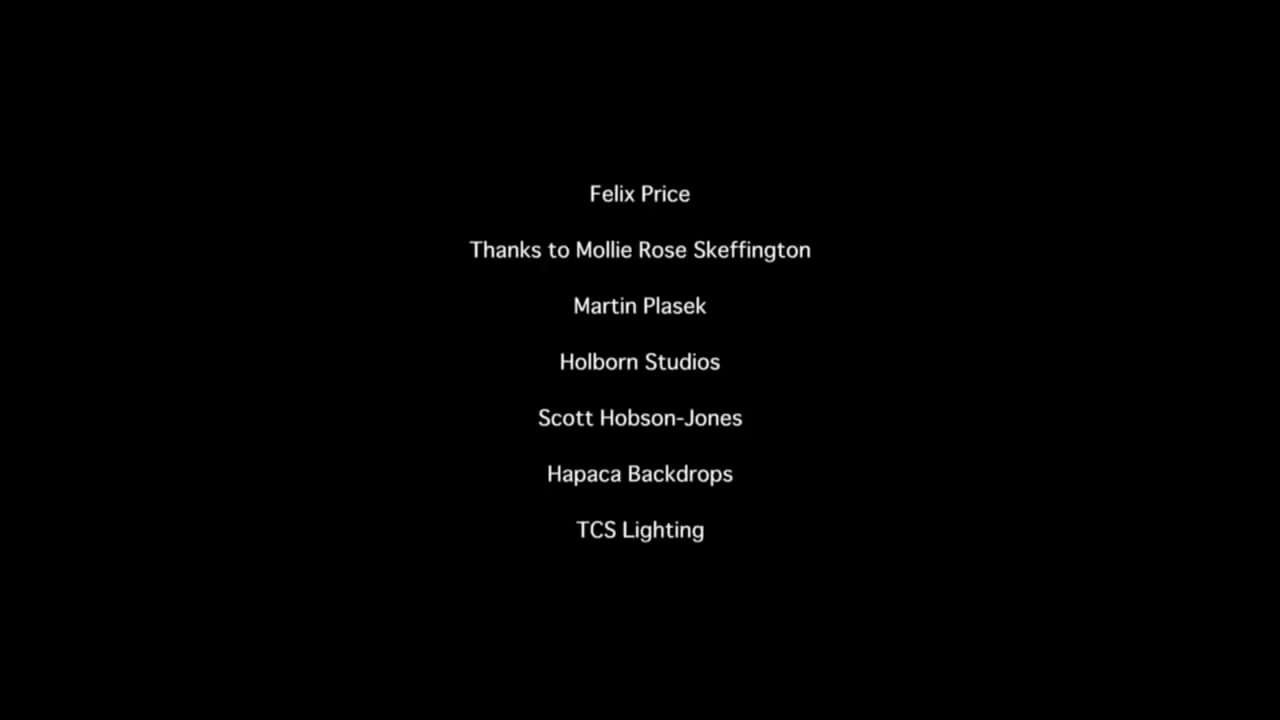 Felix Price
Thanks to Mollie Rose Skeffington
Martin Plasek
Holborn Studios
Scott Hobson-Jones
Hapaca Backdrops
TCS Lighting